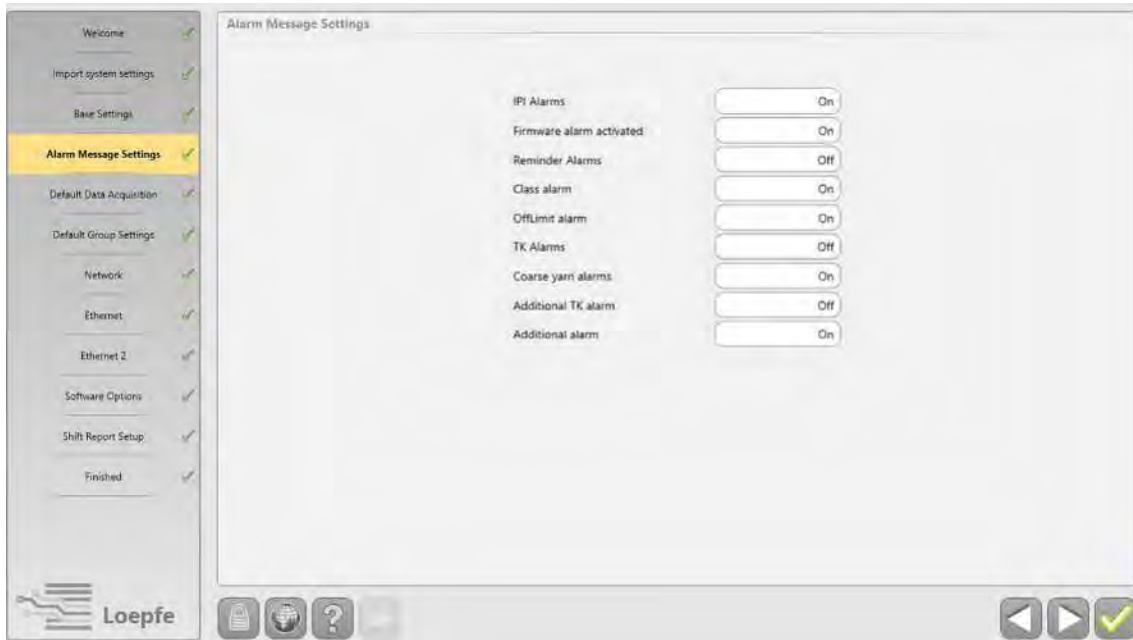 Welcome
Import system settings
Base Settings
Alarm Message Settings
Default Data Acquisition
Default Group Settings
Network
Ethernet
Ethernet 2
Software Options
Shift Report Setup
Finished
Loepfe
Alarm Message Settings
IPI Alarms On
Firmware alarm activated On
Reminder Alarms Off
Class alarm On
OffLimit alarm On
TK Alarms Off
Coarse yarn alarms On
Additional TK alarm Off
Additional alarm On
?